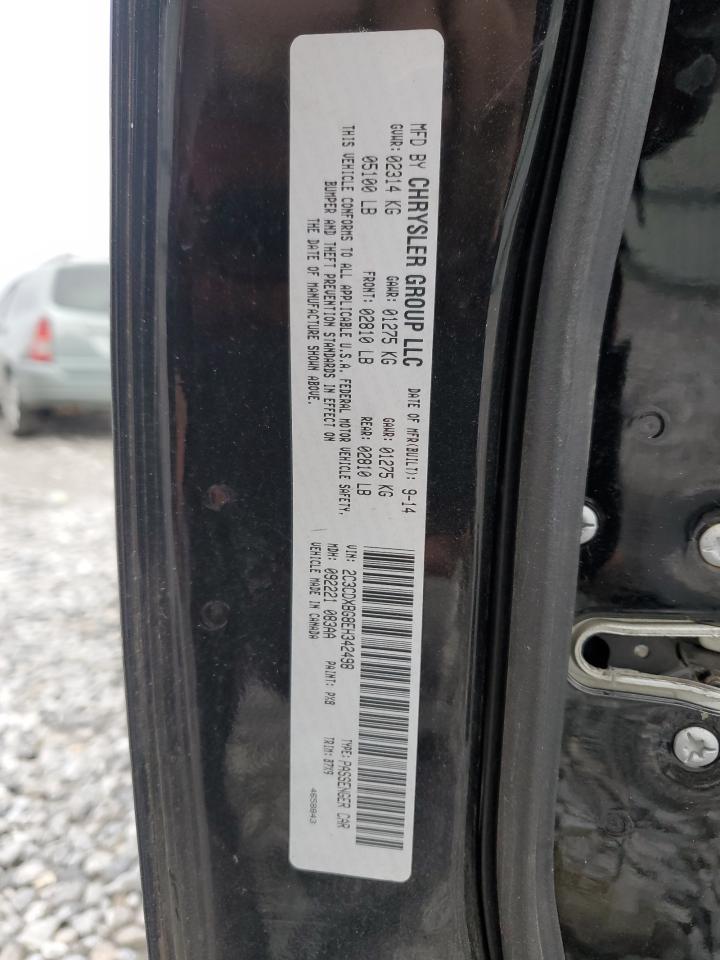 MFD BY CHRYSLER GROUP LLC DATE OF MFR(BUILT): 9-14
GVWR: 02314 KG GAWR: 01275 KG GAWR: 01275 KG
05100 LB FRONT: 02810 LB REAR: 02810 LB
THIS VEHICLE CONFORMS TO ALL APPLICABLE U.S.A. FEDERAL MOTOR VEHICLE SAFETY,
BUMPER AND THEFT PREVENTION STANDARDS IN EFFECT ON
THE DATE OF MANUFACTURE SHOWN ABOVE.
VIN: 2C3CDXBG8EH342498 TYPE: PASSENGER CAR
MDH: 092221 083AA PAINT: PX8 TRIM: B7X9
VEHICLE MADE IN CANADA
4658843